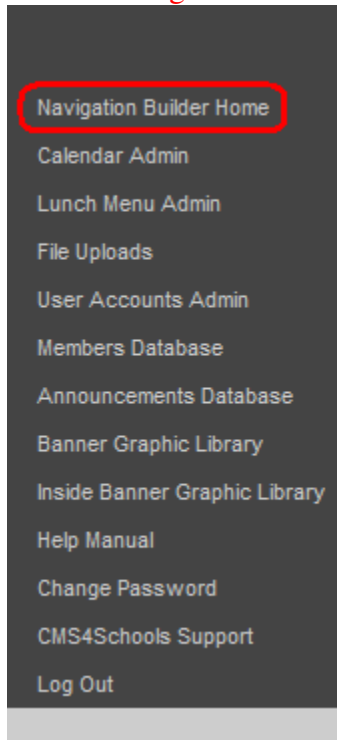 Navigation Builder Home
Calendar Admin
Lunch Menu Admin
File Uploads
User Accounts Admin
Members Database
Announcements Database
Banner Graphic Library
Inside Banner Graphic Library
Help Manual
Change Password
CMS4Schools Support
Log Out